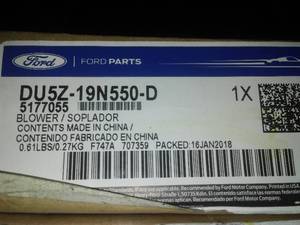 Ford
FORD PARTS
DU5Z-19N550-D 1X
5177055
BLOWER / SOPLADOR
CONTENTS MADE IN CHINA /
CONTENIDO FABRICADO EN CHINA
0.61LBS/0.27KG F747A 707359 PACKED:16JAN2018